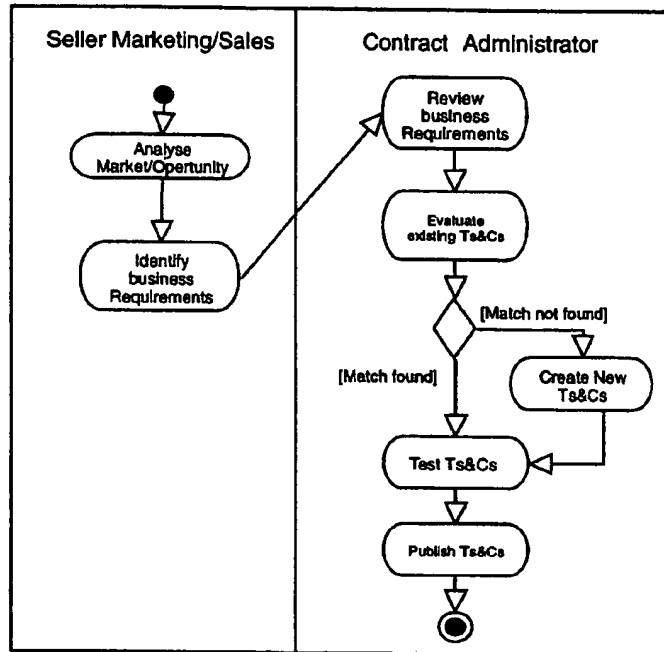 Seller Marketing/Sales
Analyse
Market/Opertunity
Identify
business
Requirements
Contract Administrator
Review
business
Requirements
Evaluate
existing Ts&Cs
[Match not found]
[Match found]
Create New
Ts&Cs
Test Ts&Cs
Publish Ts&Cs